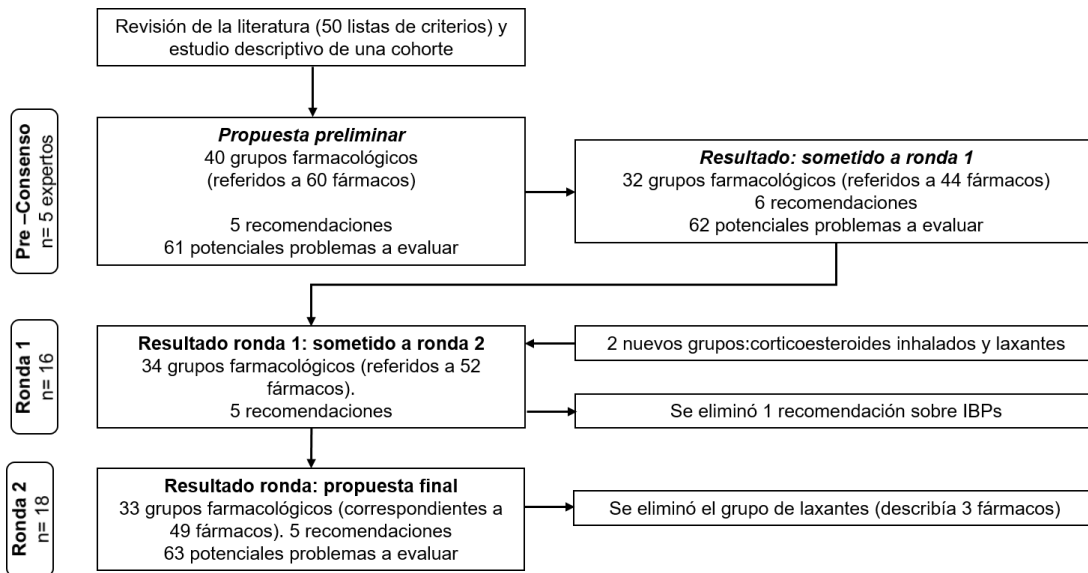 Revisión de la literatura (50 listas de criterios) y
estudio descriptivo de una cohorte
Pre –Consenso
n= 5 expertos
Propuesta preliminar
40 grupos farmacológicos
(referidos a 60 fármacos)
5 recomendaciones
61 potenciales problemas a evaluar
Resultado: sometido a ronda 1
32 grupos farmacológicos (referidos a 44 fármacos)
6 recomendaciones
62 potenciales problemas a evaluar
Ronda 1
n= 16
Resultado ronda 1: sometido a ronda 2
34 grupos farmacológicos (referidos a 52
fármacos).
5 recomendaciones
2 nuevos grupos:corticoesteroides inhalados y laxantes
Se eliminó 1 recomendación sobre IBPs
Ronda 2
n= 18
Resultado ronda: propuesta final
33 grupos farmacológicos (correspondientes a
49 fármacos). 5 recomendaciones
63 potenciales problemas a evaluar
Se eliminó el grupo de laxantes (describía 3 fármacos)